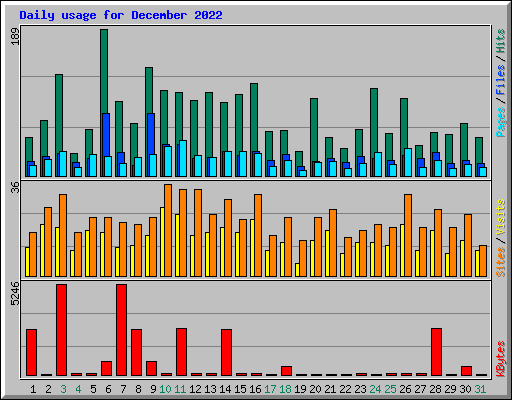 Daily usage for December 2022
189
Pages / Files / Hits
36
Sites / Visits
5246
KBytes
1 2 3 4 5 6 7 8 9 10 11 12 13 14 15 16 17 18 19 20 21 22 23 24 25 26 27 28 29 30 31